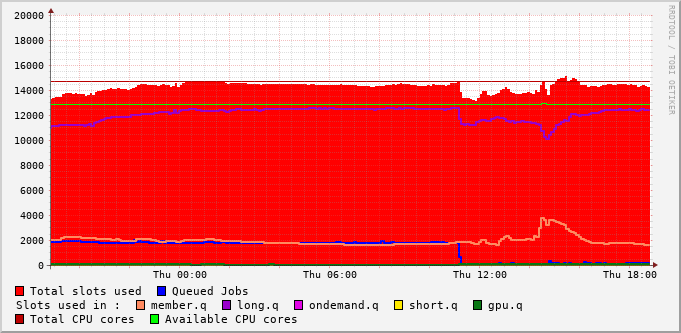 20000
18000
16000
14000
12000
10000
8000
6000
4000
2000
0
Thu 00:00 Thu 06:00 Thu 12:00 Thu 18:00
RRDTOOL / TOBI OETIKER
Total slots used Queued Jobs
Slots used in : member.q long.q ondemand.q short.q gpu.q
Total CPU cores Available CPU cores